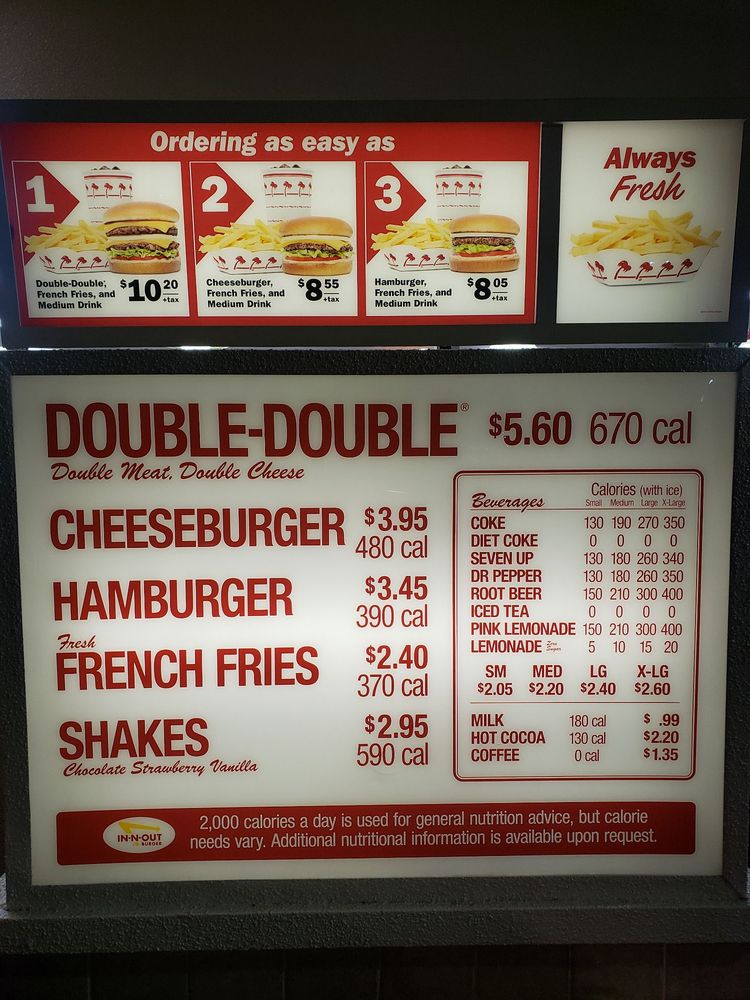 Ordering as easy as
1
Double-Double,
French Fries, and
Medium Drink
$10 20
+tax
2
Cheeseburger,
French Fries, and
Medium Drink
$8 55
+tax
3
Hamburger,
French Fries, and
Medium Drink
$8 05
+tax
Always
Fresh
DOUBLE-DOUBLE® $5.60 670 cal
Double Meat, Double Cheese
CHEESEBURGER $3.95
480 cal
HAMBURGER $3.45
390 cal
Fresh
FRENCH FRIES $2.40
370 cal
SHAKES $2.95
590 cal
Chocolate Strawberry Vanilla
Beverages Calories (with ice)
Small Medium Large X-Large
COKE 130 190 270 350
DIET COKE 0 0 0 0
SEVEN UP 130 180 260 340
DR PEPPER 130 180 260 350
ROOT BEER 150 210 300 400
ICED TEA 0 0 0 0
PINK LEMONADE 150 210 300 400
LEMONADE Zero Sugar 5 10 15 20
SM MED LG X-LG
$2.05 $2.20 $2.40 $2.60
MILK 180 cal $ .99
HOT COCOA 130 cal $2.20
COFFEE 0 cal $1.35
IN-N-OUT
BURGER
2,000 calories a day is used for general nutrition advice, but calorie
needs vary. Additional nutritional information is available upon request.